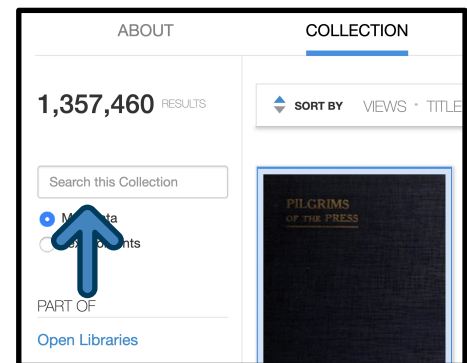 ABOUT COLLECTION
1,357,460 RESULTS
SORT BY VIEWS · TITLE
Search this Collection
PILGRIMS
OF THE PRESS
PART OF
Open Libraries